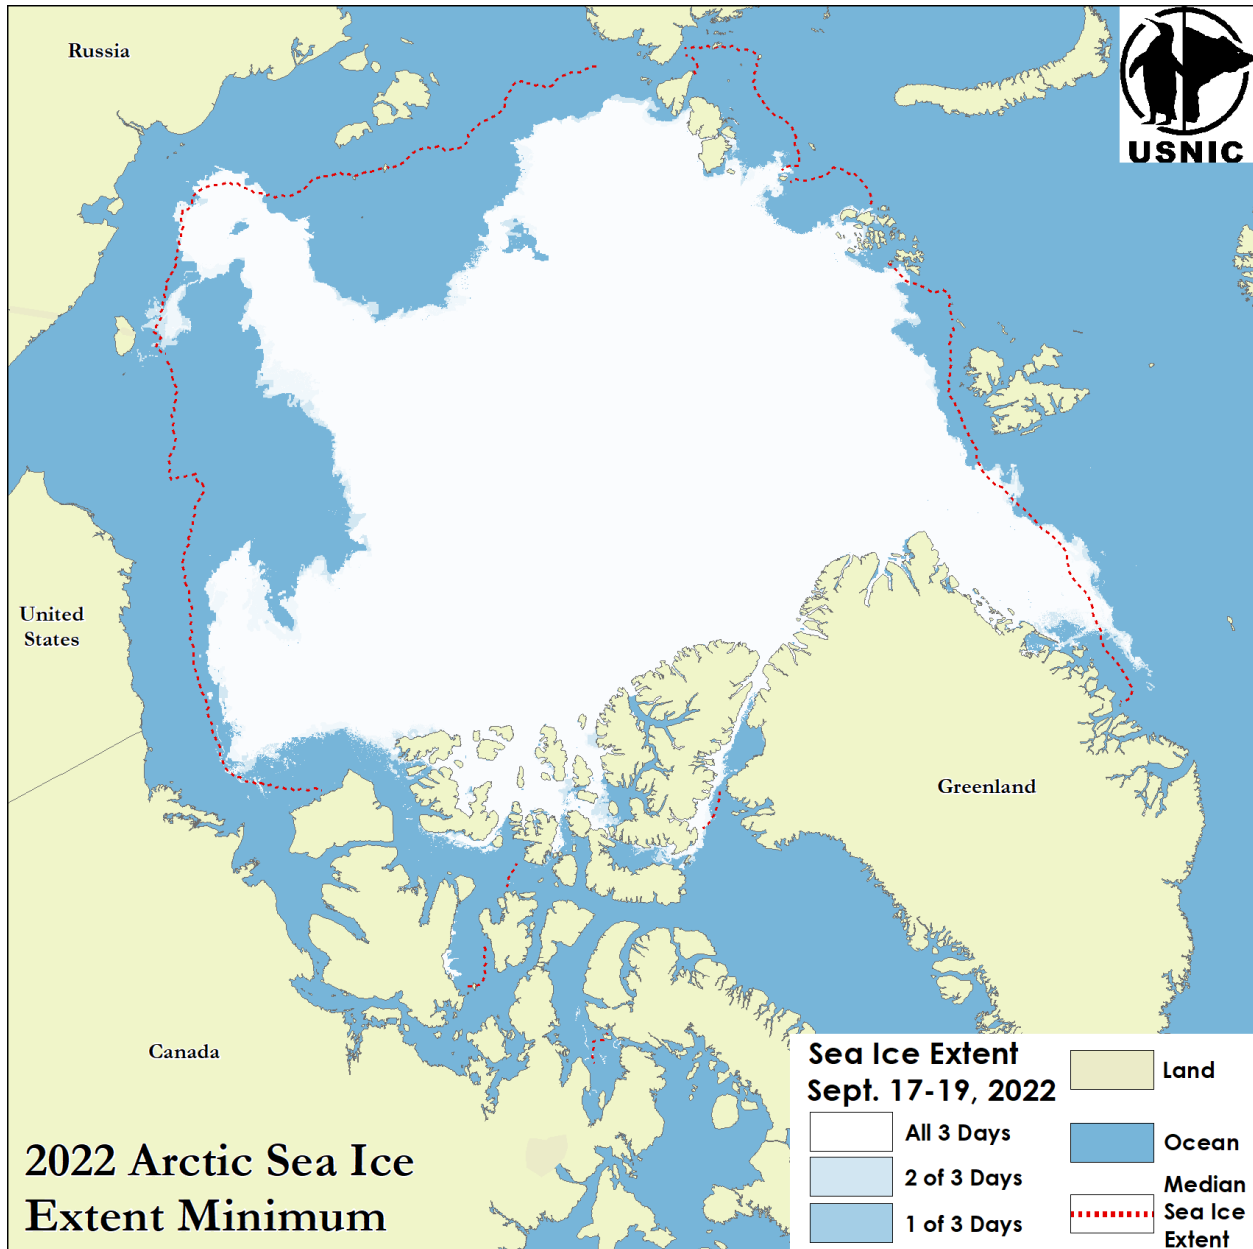 Russia
USNIC
United
States
Greenland
Canada
2022 Arctic Sea Ice
Extent Minimum
Sea Ice Extent
Sept. 17-19, 2022
All 3 Days
2 of 3 Days
1 of 3 Days
Land
Ocean
Median
Sea Ice
Extent